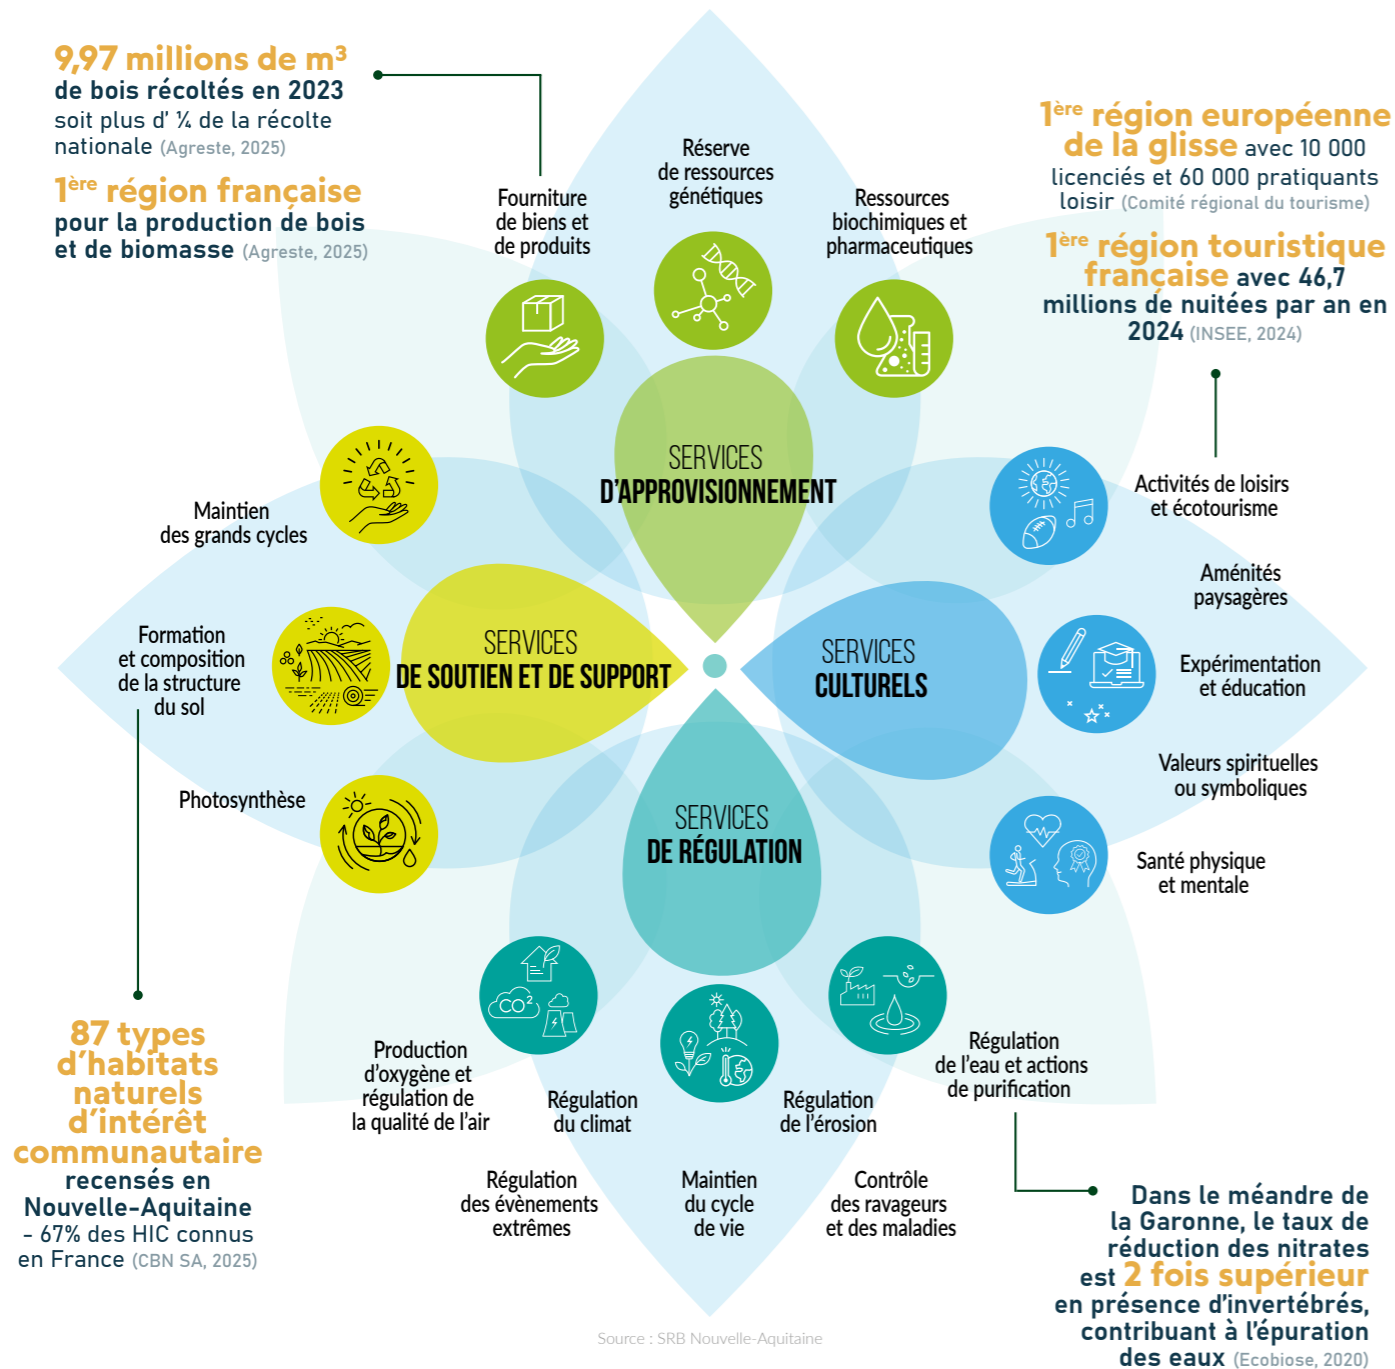 9,97 millions de m³
de bois récoltés en 2023
soit plus d' ¼ de la récolte
nationale (Agreste, 2025)
1ère région française
pour la production de bois
et de biomasse (Agreste, 2025)
1ère région européenne
de la glisse avec 10 000
licenciés et 60 000 pratiquants
loisir (Comité régional du tourisme)
1ère région touristique
française avec 46,7
millions de nuitées par an en
2024 (INSEE, 2024)
Fourniture
de biens et
de produits
Réserve
de ressources
génétiques
Ressources
biochimiques et
pharmaceutiques
SERVICES
D'APPROVISIONNEMENT
Maintien
des grands cycles
Formation
et composition
de la structure
du sol
Photosynthèse
SERVICES
DE SOUTIEN ET DE SUPPORT
SERVICES
CULTURELS
Activités de loisirs
et écotourisme
Aménités
paysagères
Expérimentation
et éducation
Valeurs spirituelles
ou symboliques
Santé physique
et mentale
SERVICES
DE RÉGULATION
CO²
Production
d'oxygène et
régulation de
la qualité de l'air
Régulation
du climat
Régulation
de l'érosion
Régulation
de l'eau et actions
de purification
Régulation
des évènements
extrêmes
Maintien
du cycle
de vie
Contrôle
des ravageurs
et des maladies
87 types
d'habitats
naturels
d'intérêt
communautaire
recensés en
Nouvelle-Aquitaine
- 67% des HIC connus
en France (CBN SA, 2025)
Dans le méandre de
la Garonne, le taux de
réduction des nitrates
est 2 fois supérieur
en présence d'invertébrés,
contribuant à l'épuration
des eaux (Ecobiose, 2020)
Source : SRB Nouvelle-Aquitaine